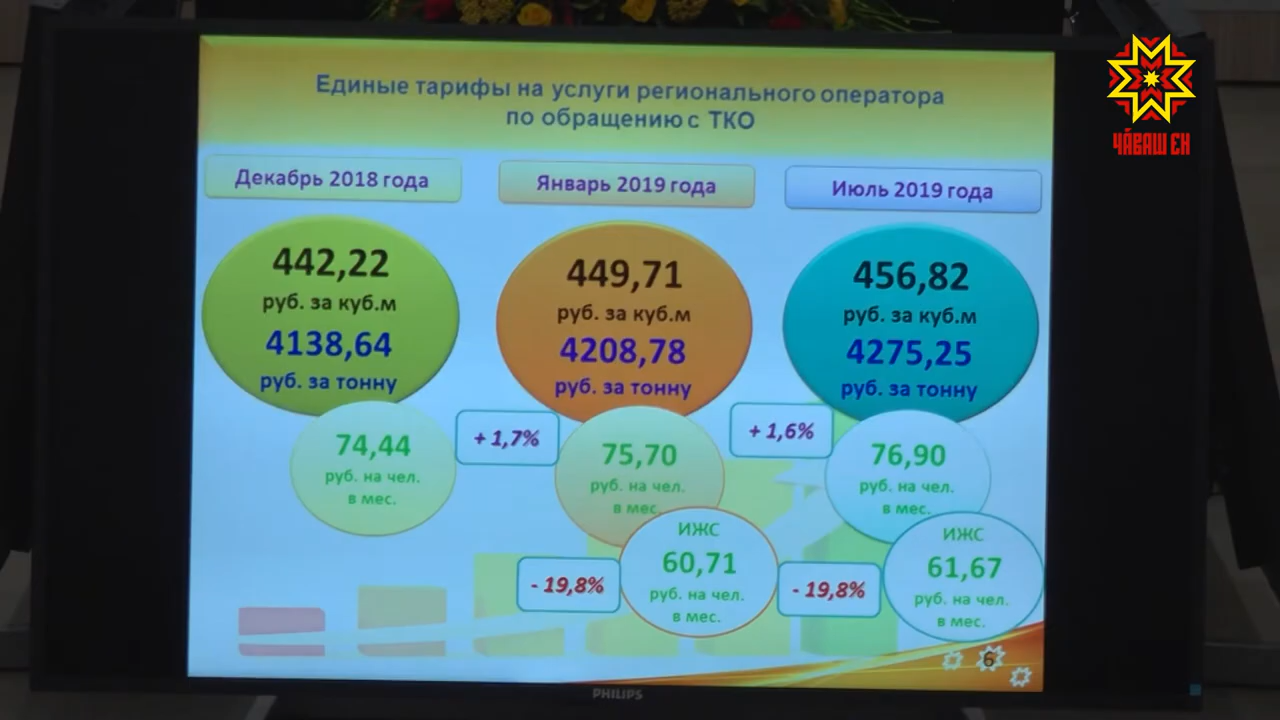 Единые тарифы на услуги регионального оператора
по обращению с ТКО
Декабрь 2018 года
Январь 2019 года
Июль 2019 года
442,22
руб. за куб.м
4138,64
руб. за тонну
449,71
руб. за куб.м
4208,78
руб. за тонну
456,82
руб. за куб.м
4275,25
руб. за тонну
74,44
руб. на чел.
в мес.
+ 1,7%
75,70
руб. на чел.
в мес.
+ 1,6%
76,90
руб. на чел.
в мес.
- 19,8%
ИЖС
60,71
руб. на чел.
в мес.
- 19,8%
ИЖС
61,67
руб. на чел.
в мес.
6
PHILIPS
ЧӐВАШ ЕН